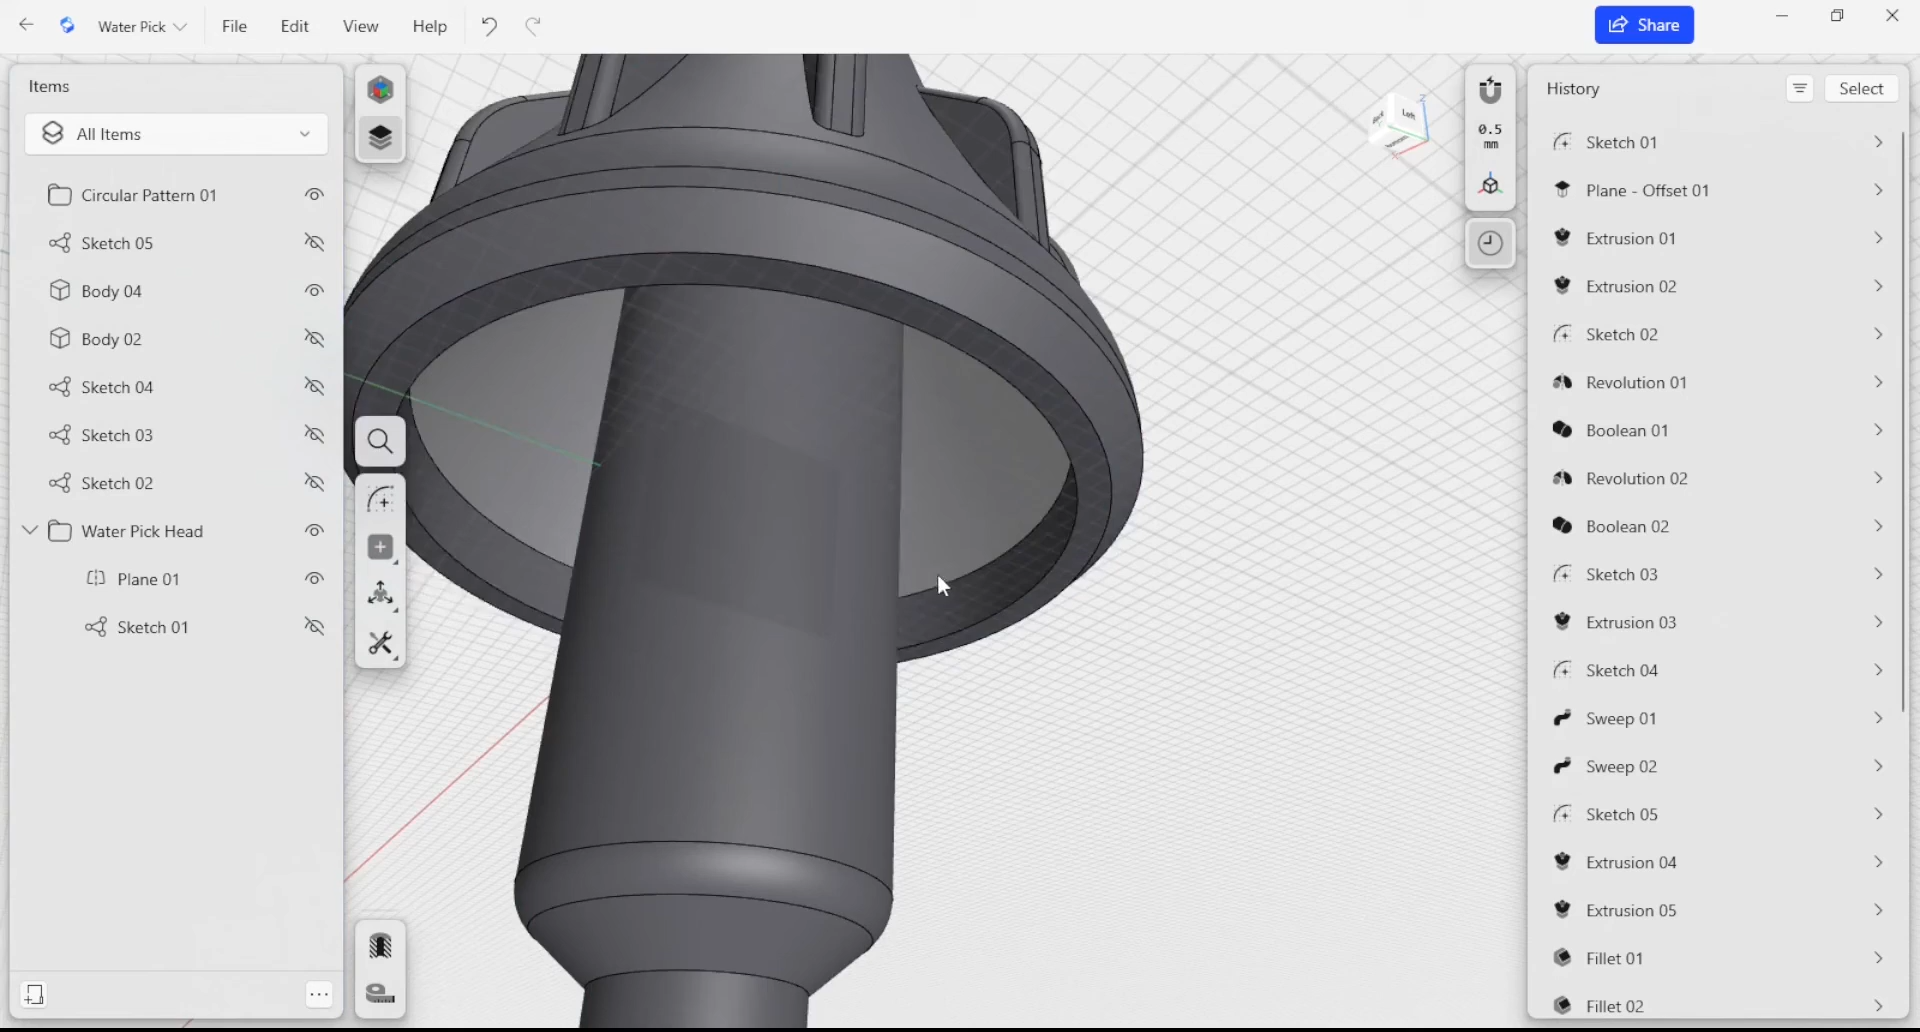 Water Pick
File
Edit
View
Help
Share
Items
All Items
Circular Pattern 01
Sketch 05
Body 04
Body 02
Sketch 04
Sketch 03
Sketch 02
Water Pick Head
Plane 01
Sketch 01
Z
Left
Back
0.5
mm
History
Select
Sketch 01
Plane - Offset 01
Extrusion 01
Extrusion 02
Sketch 02
Revolution 01
Boolean 01
Revolution 02
Boolean 02
Sketch 03
Extrusion 03
Sketch 04
Sweep 01
Sweep 02
Sketch 05
Extrusion 04
Extrusion 05
Fillet 01
Fillet 02